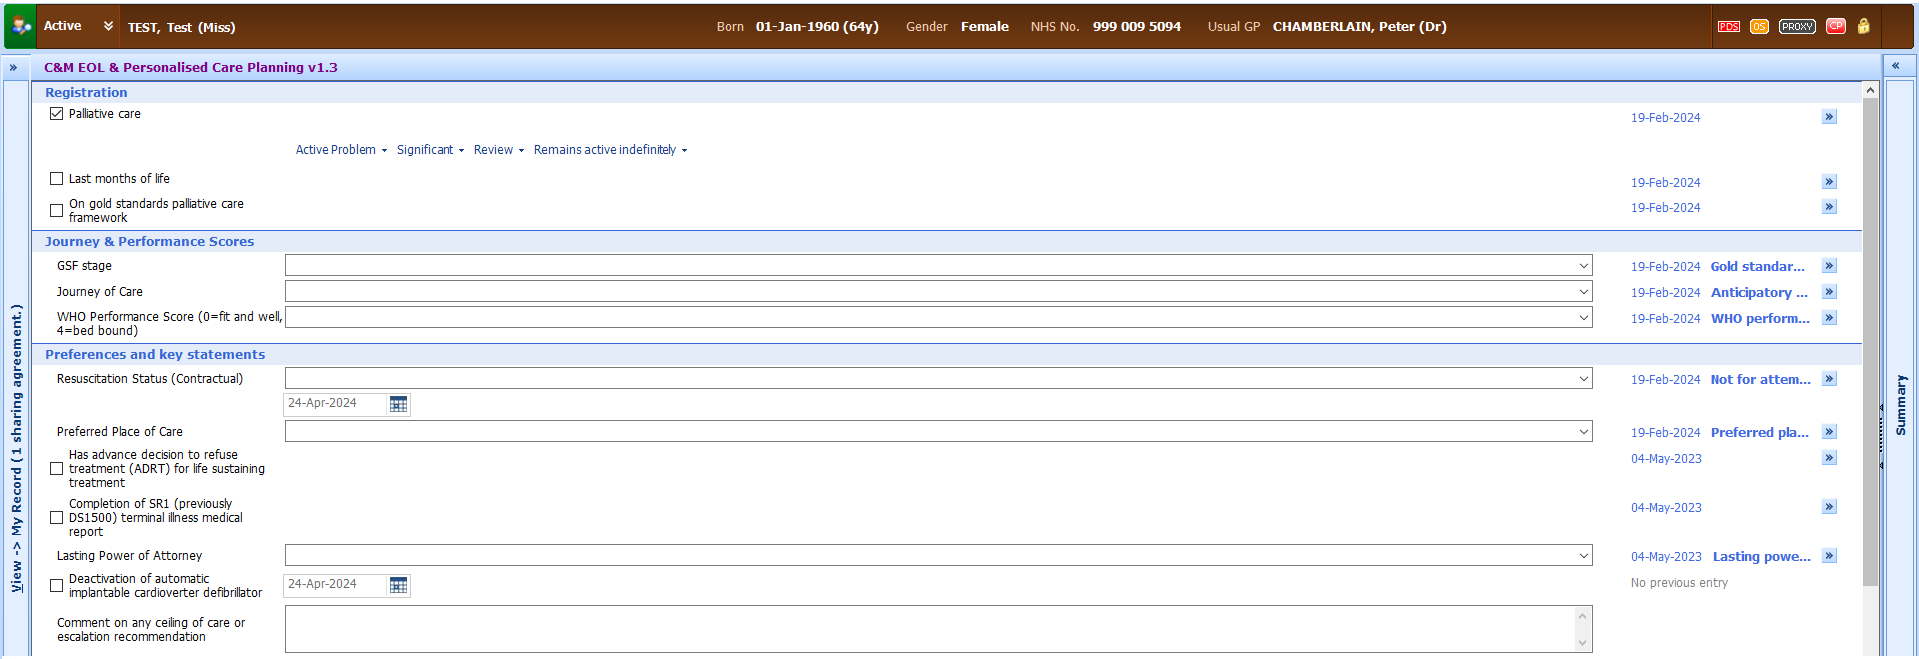 Active TEST, Test (Miss) Born 01-Jan-1960 (64y) Gender Female NHS No. 999 009 5094 Usual GP CHAMBERLAIN, Peter (Dr) PDS OS PROXY CP
C&M EOL & Personalised Care Planning v1.3
Registration
Palliative care 19-Feb-2024
Active Problem Significant Review Remains active indefinitely
Last months of life 19-Feb-2024
On gold standards palliative care
framework 19-Feb-2024
Journey & Performance Scores
GSF stage 19-Feb-2024 Gold standar...
Journey of Care 19-Feb-2024 Anticipatory ...
WHO Performance Score (0=fit and well,
4=bed bound) 19-Feb-2024 WHO perform...
Preferences and key statements
Resuscitation Status (Contractual) 19-Feb-2024 Not for attem...
24-Apr-2024
Preferred Place of Care 19-Feb-2024 Preferred pla...
Has advance decision to refuse
treatment (ADRT) for life sustaining
treatment 04-May-2023
Completion of SR1 (previously
DS1500) terminal illness medical
report 04-May-2023
Lasting Power of Attorney 04-May-2023 Lasting powe...
Deactivation of automatic
implantable cardioverter defibrillator 24-Apr-2024 No previous entry
Comment on any ceiling of care or
escalation recommendation
View -> My Record ( 1 sharing agreement.)
Summary